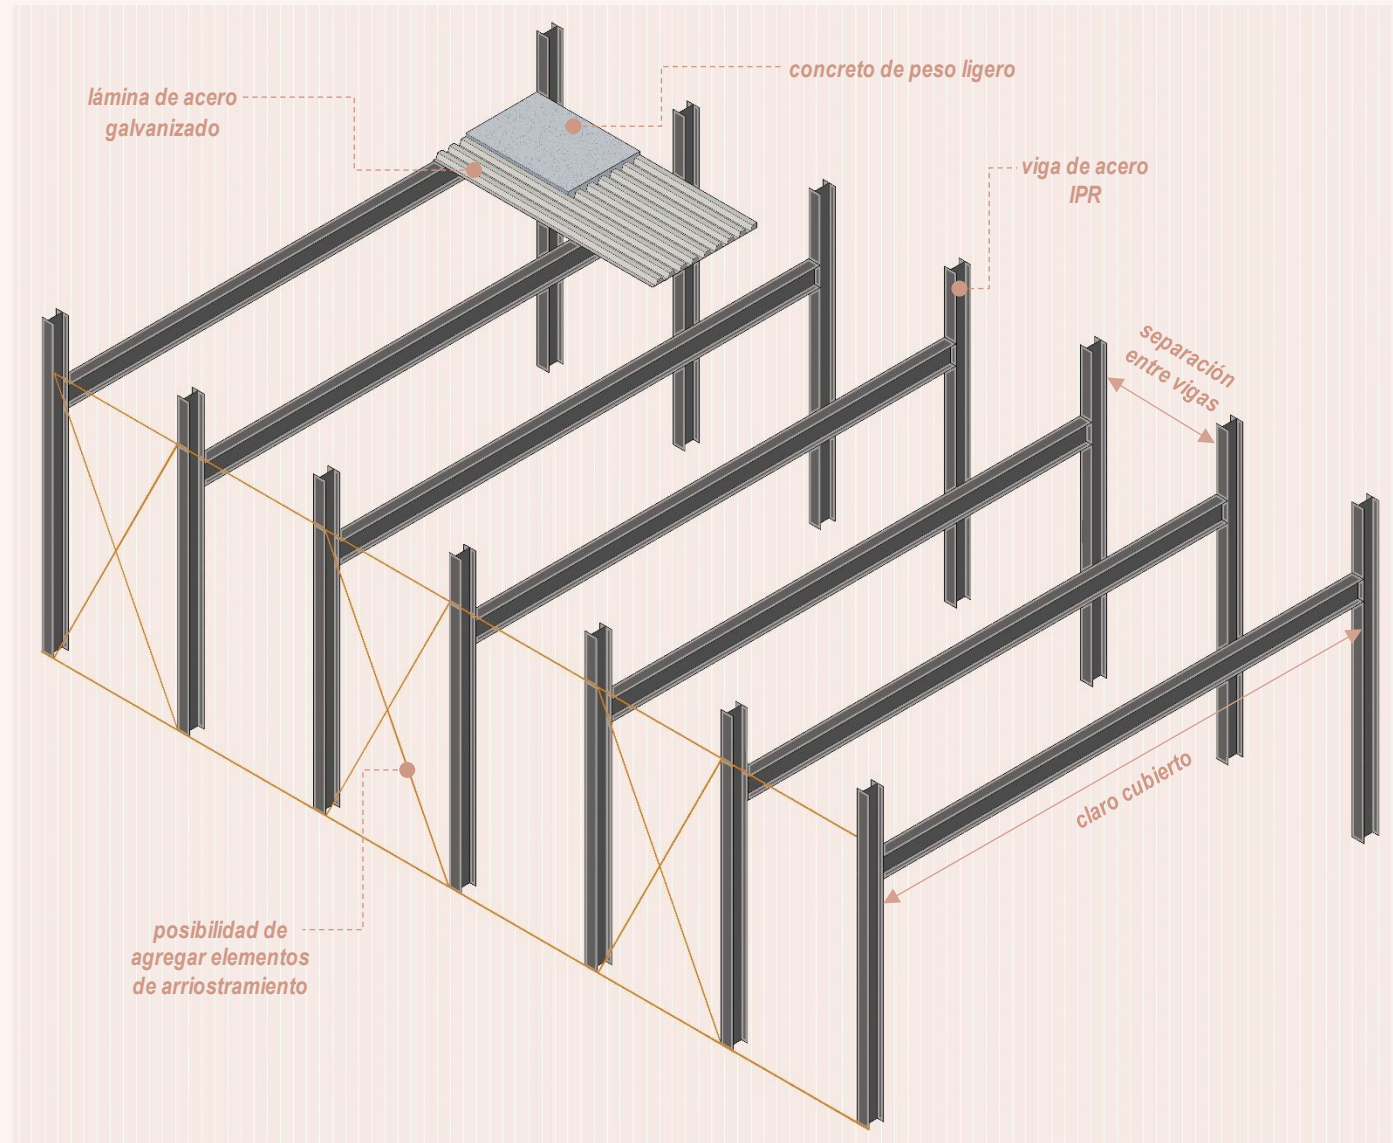 concreto de peso ligero
lámina de acero
galvanizado
viga de acero
IPR
separación
entre vigas
claro cubierto
posibilidad de
agregar elementos
de arriostramiento